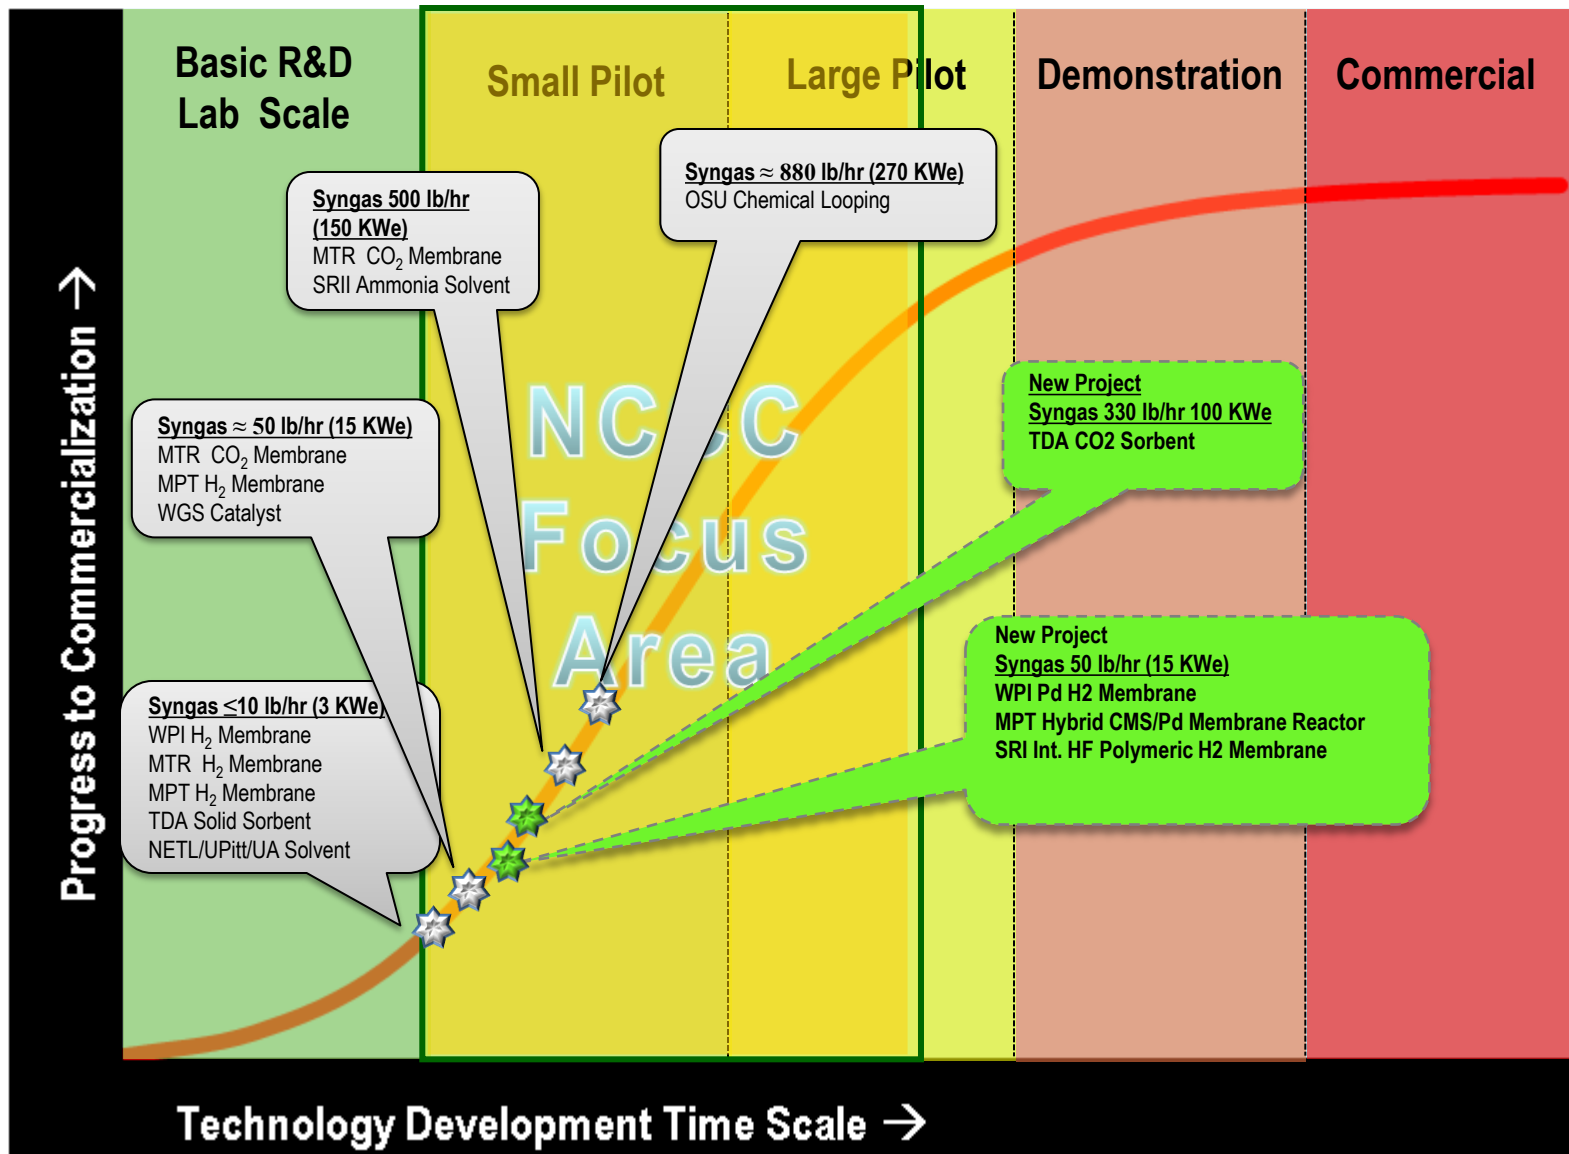 Basic R&D
Lab Scale
Small Pilot
Large Pilot
Demonstration
Commercial
Syngas ≈ 880 lb/hr (270 KWe)
OSU Chemical Looping
Syngas 500 lb/hr
(150 KWe)
MTR CO₂ Membrane
SRII Ammonia Solvent
New Project
Syngas 330 lb/hr 100 KWe
TDA CO2 Sorbent
Syngas ≈ 50 lb/hr (15 KWe)
MTR CO₂ Membrane
MPT H₂ Membrane
WGS Catalyst
NCCC
Focus
Area
New Project
Syngas 50 lb/hr (15 KWe)
WPI Pd H2 Membrane
MPT Hybrid CMS/Pd Membrane Reactor
SRI Int. HF Polymeric H2 Membrane
Syngas ≤10 lb/hr (3 KWe)
WPI H₂ Membrane
MTR H₂ Membrane
MPT H₂ Membrane
TDA Solid Sorbent
NETL/UPitt/UA Solvent
Progress to Commercialization →
Technology Development Time Scale →